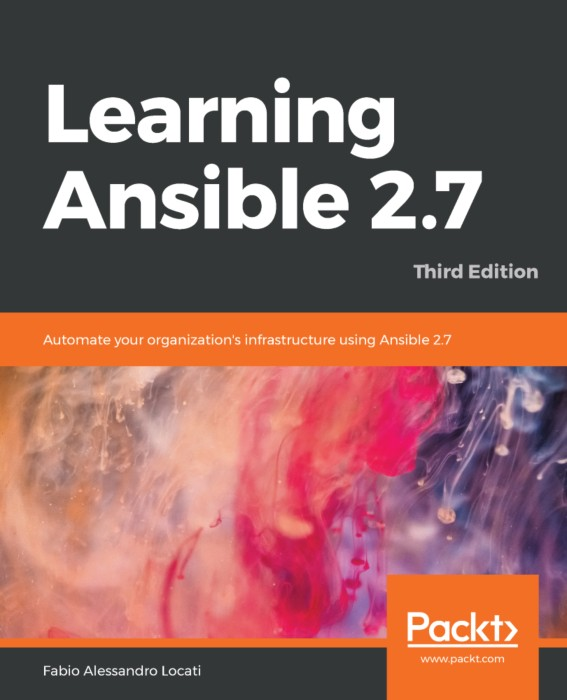 Learning
Ansible 2.7
Third Edition
Automate your organization's infrastructure using Ansible 2.7
Packt>
www.packt.com
Fabio Alessandro Locati